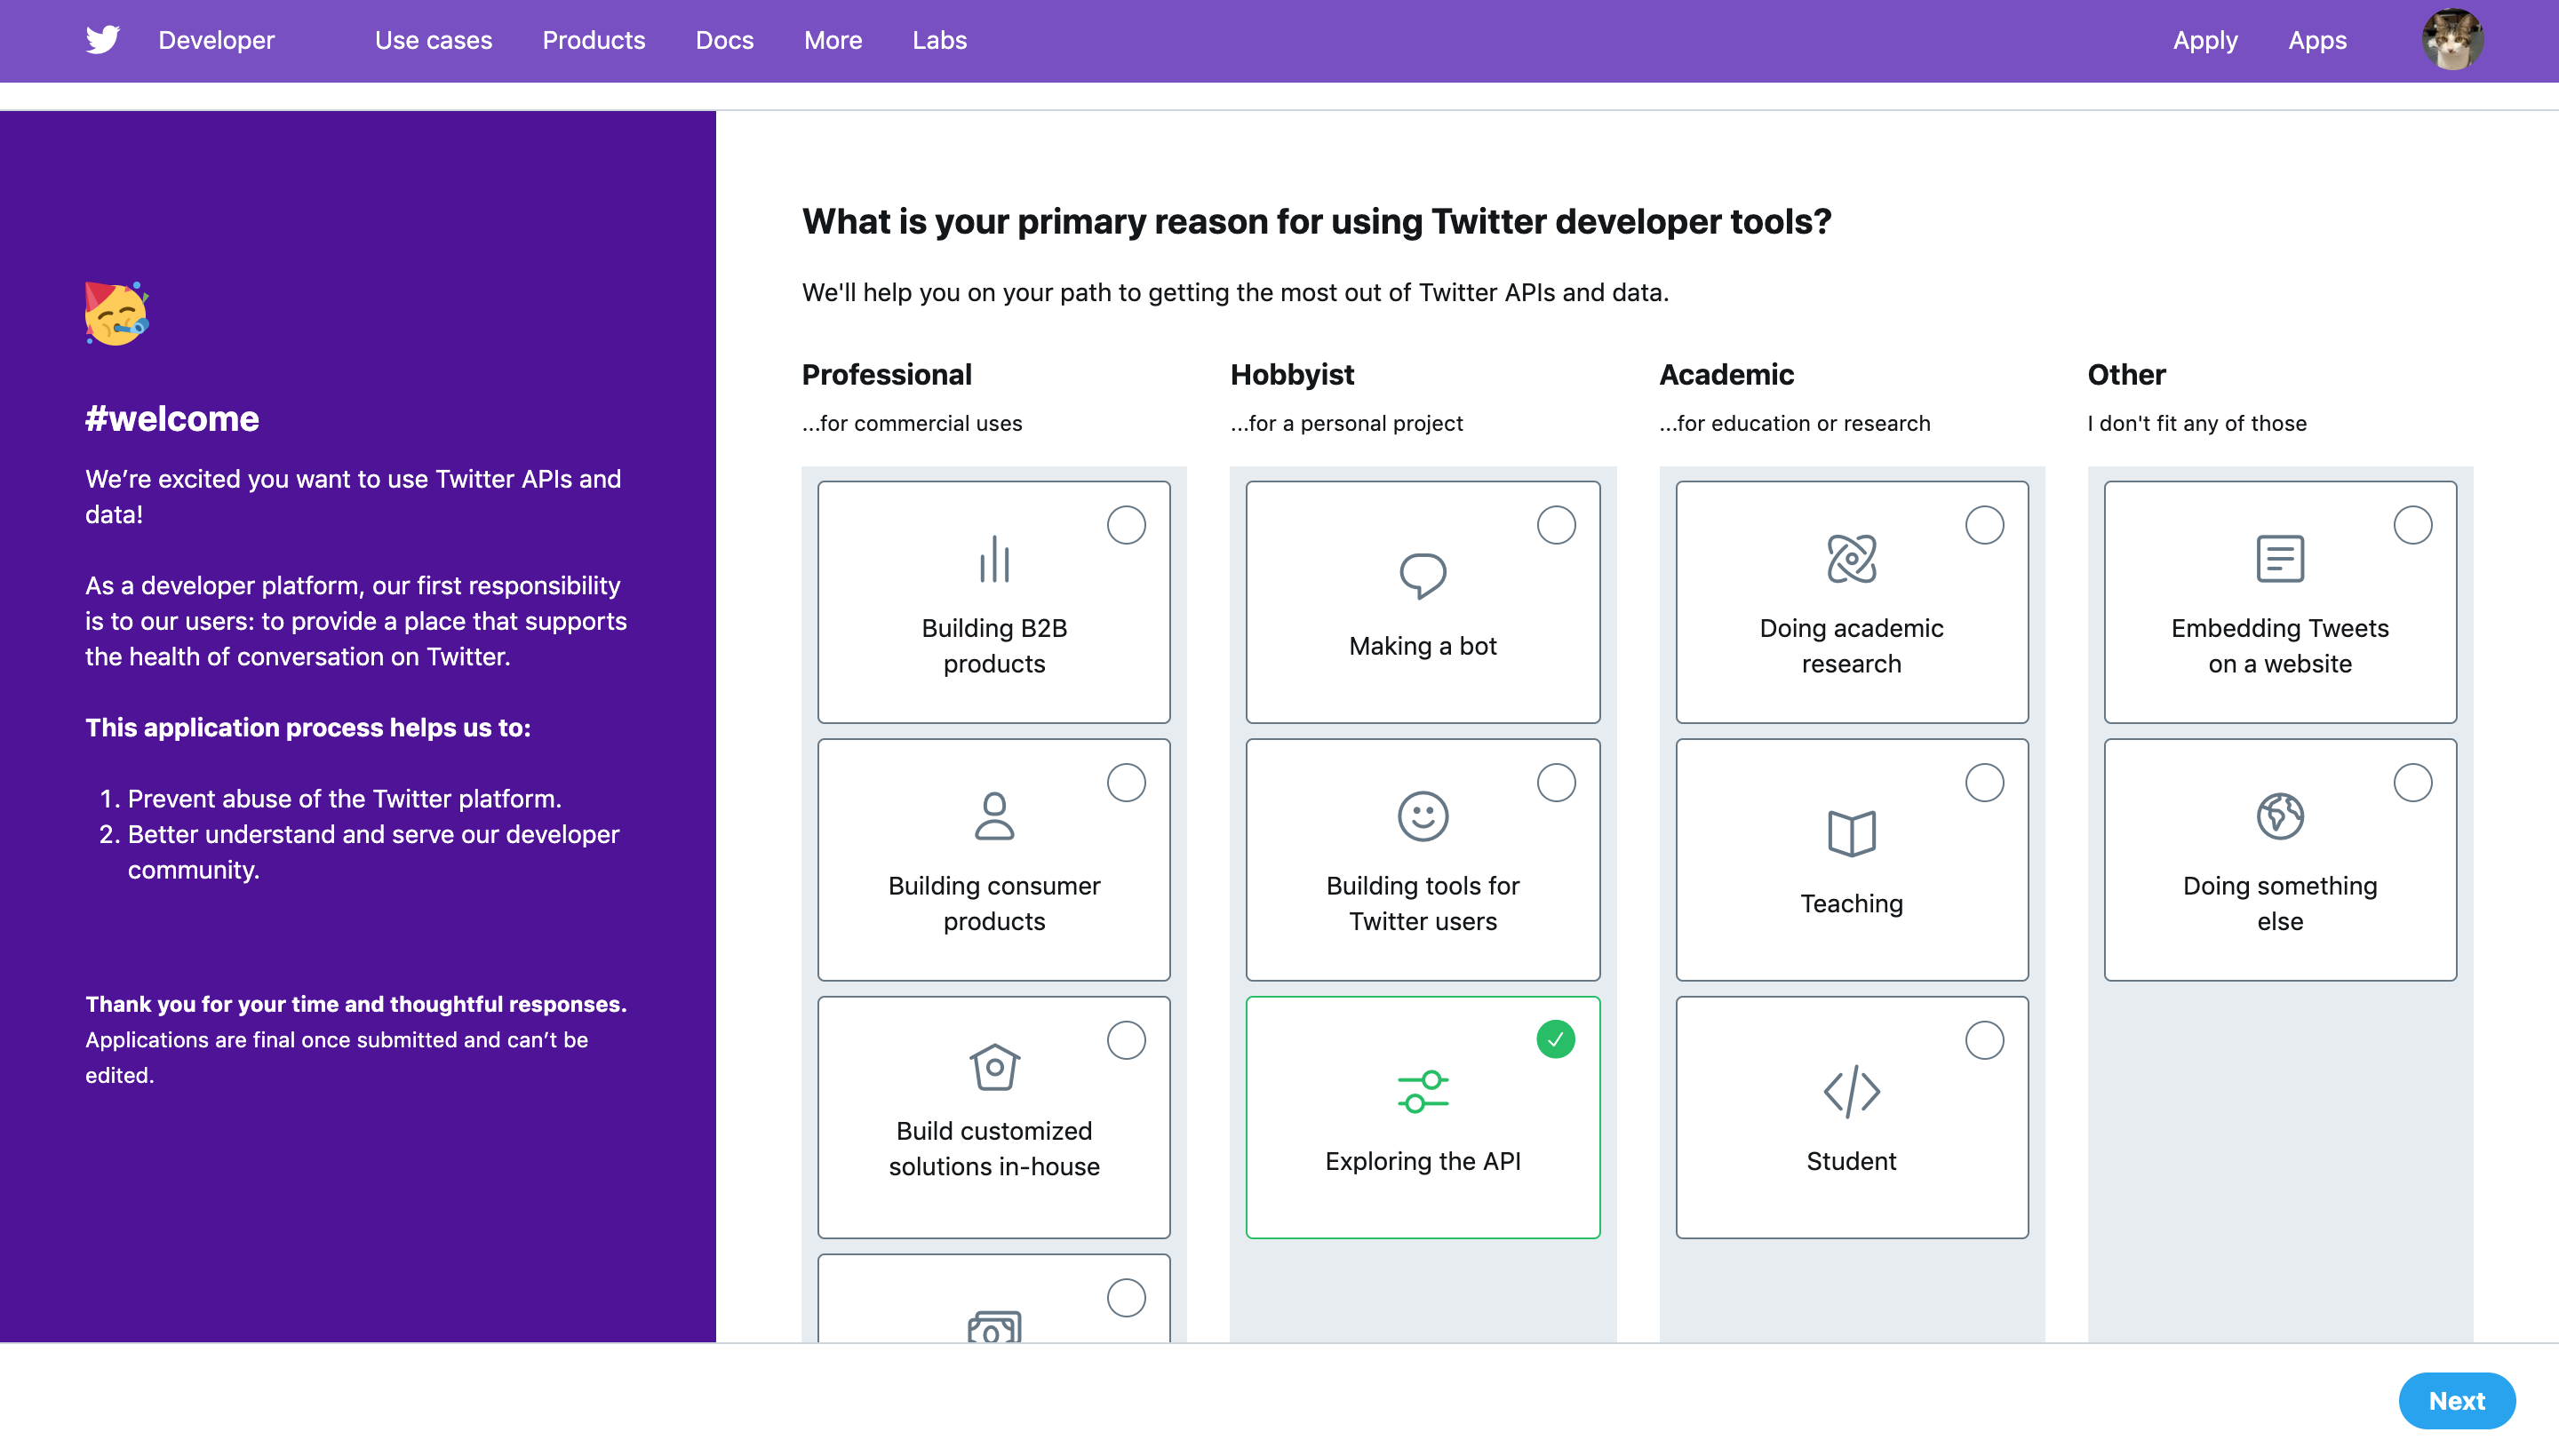 Developer
Use cases
Products
Docs
More
Labs
Apply
Apps
#welcome
We’re excited you want to use Twitter APIs and
data!
As a developer platform, our first responsibility
is to our users: to provide a place that supports
the health of conversation on Twitter.
This application process helps us to:
1. Prevent abuse of the Twitter platform.
2. Better understand and serve our developer
community.
Thank you for your time and thoughtful responses.
Applications are final once submitted and can’t be
edited.
What is your primary reason for using Twitter developer tools?
We'll help you on your path to getting the most out of Twitter APIs and data.
Professional
...for commercial uses
Building B2B
products
Building consumer
products
Build customized
solutions in-house
Hobbyist
...for a personal project
Making a bot
Building tools for
Twitter users
Exploring the API
Academic
...for education or research
Doing academic
research
Teaching
Student
Other
I don't fit any of those
Embedding Tweets
on a website
Doing something
else
Next